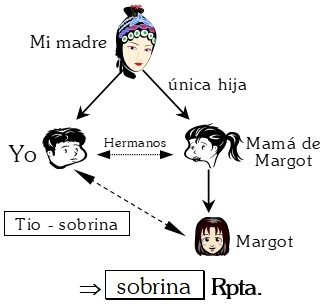 Mi madre
única hija
Yo
Hermanos
Mamá de
Margot
Tio - sobrina
Margot
⇒ sobrina Rpta.